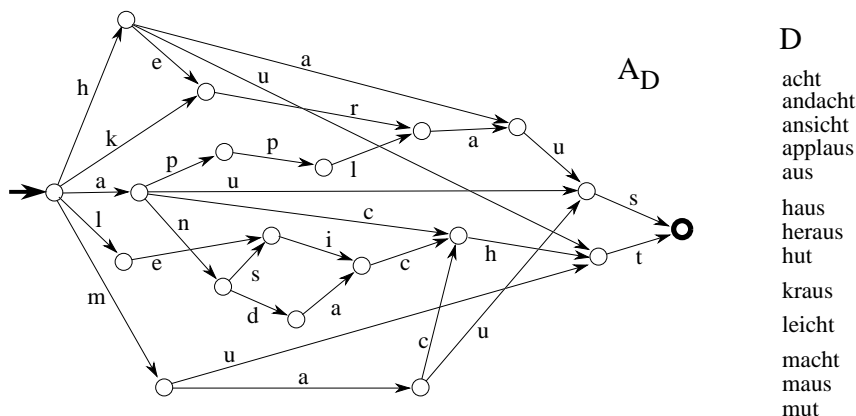 a
D
A_D
e
u
h
acht
andacht
r
k
ansicht
p
p
a
u
applaus
l
a
u
aus
s
c
n
haus
l
i
h
heraus
e
s
c
t
hut
m
d
a
kraus
u
c
u
leicht
a
macht
maus
mut